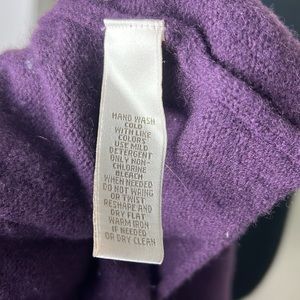 HAND WASH
COLD
WITH LIKE
COLORS
USE MILD
DETERGENT
ONLY NON-
CHLORINE
BLEACH
WHEN NEEDED
DO NOT WRING
OR TWIST
RESHAPE AND
DRY FLAT
WARM IRON
IF NEEDED
OR DRY CLEAN